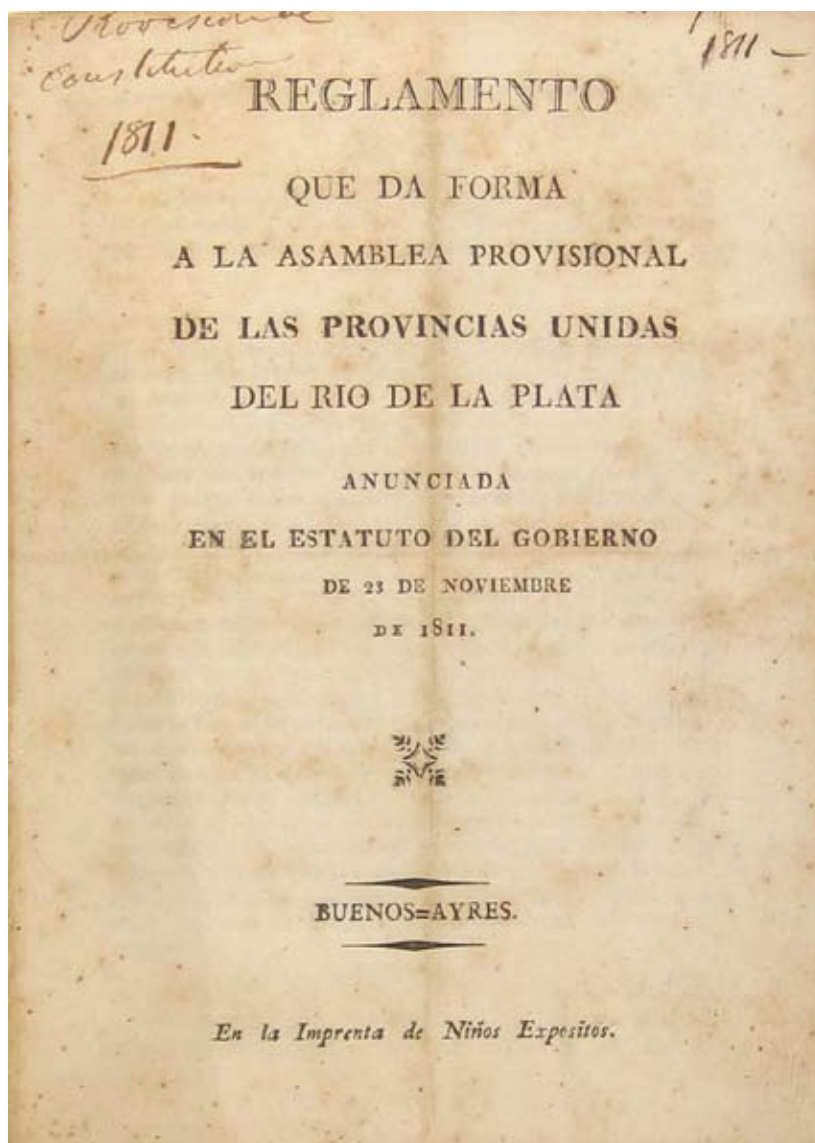 Provisional
1811 –
Constitution
1811.
REGLAMENTO
QUE DA FORMA
A LA ASAMBLEA PROVISIONAL
DE LAS PROVINCIAS UNIDAS
DEL RIO DE LA PLATA
ANUNCIADA
EN EL ESTATUTO DEL GOBIERNO
DE 23 DE NOVIEMBRE
DE 1811.
BUENOS=AYRES.
En la Imprenta de Niños Expositos.